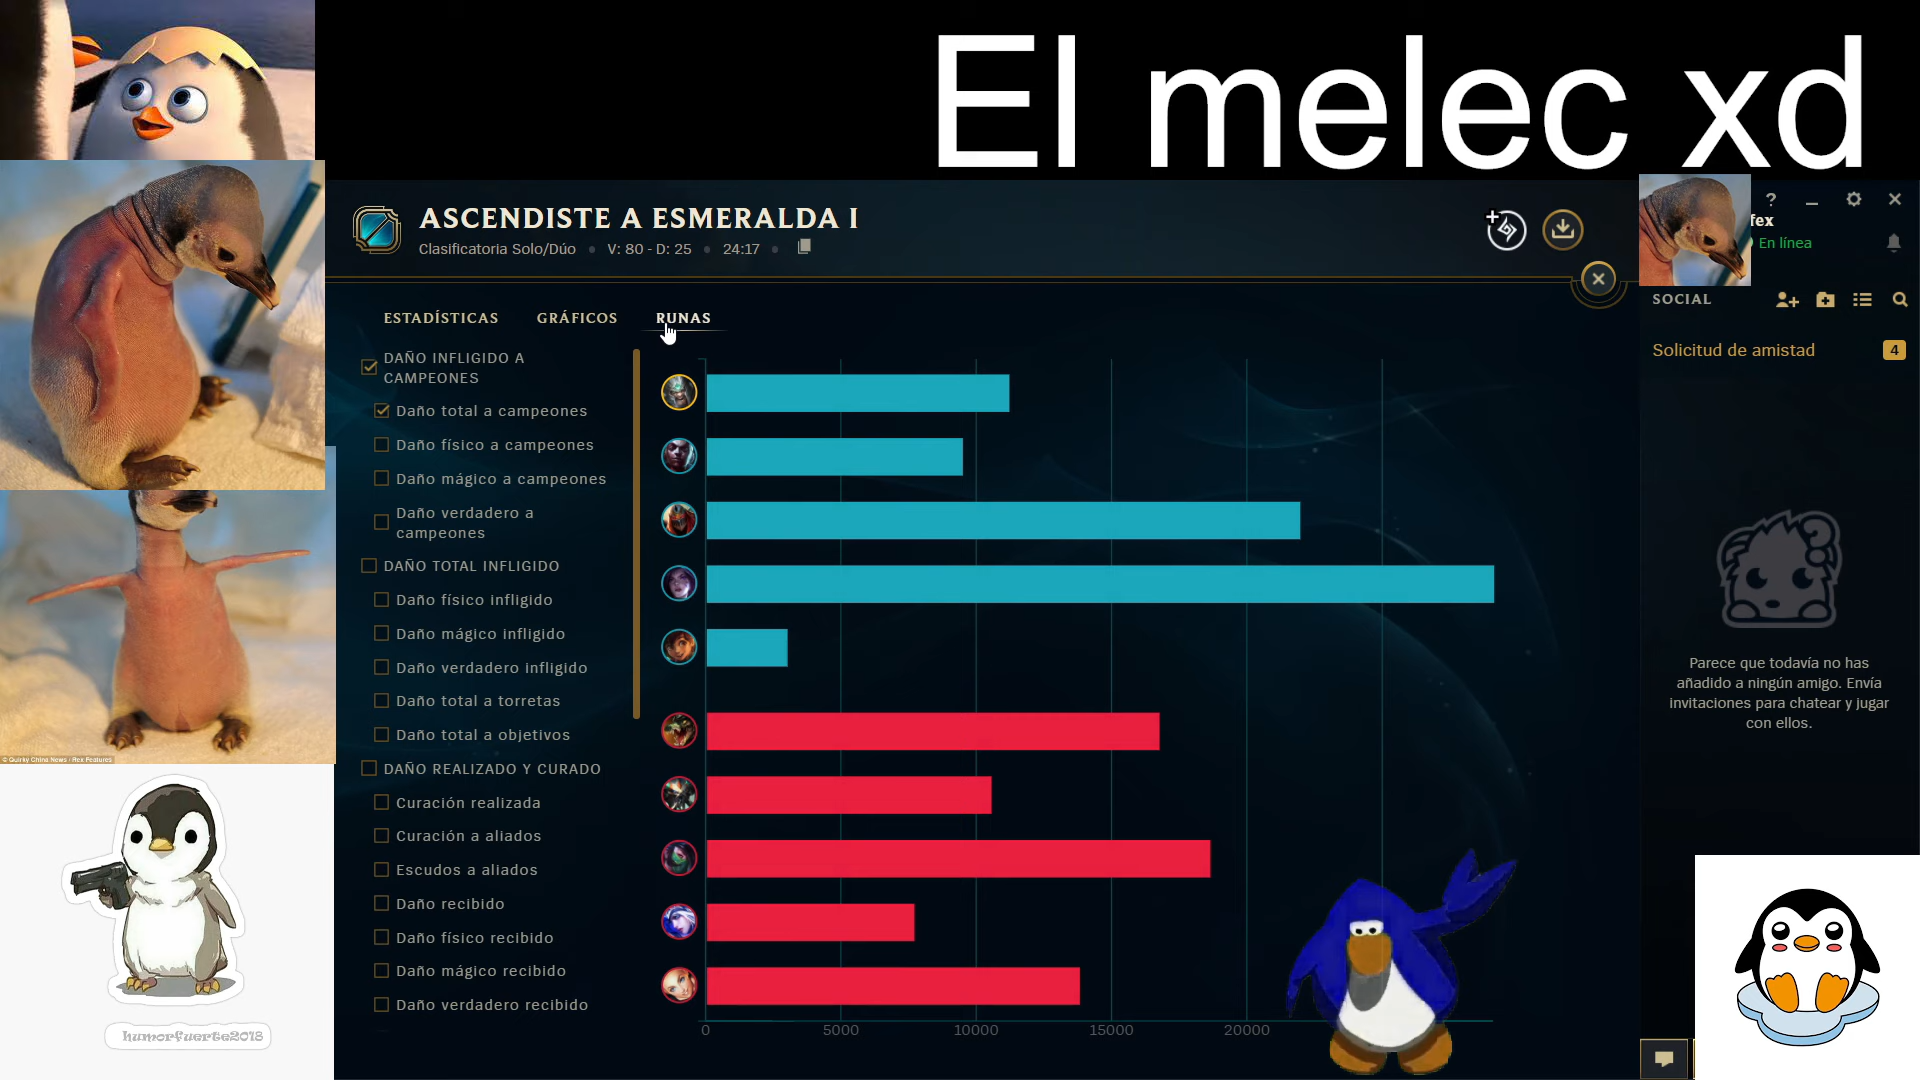 El melec xd
ASCENDISTE A ESMERALDA I
Clasificatoria Solo/Dúo • V: 80 - D: 25 • 24:17 •
?
fex
En línea
SOCIAL
Solicitud de amistad 4
ESTADÍSTICAS GRÁFICOS RUNAS
DAÑO INFLIGIDO A
CAMPEONES
Daño total a campeones
Daño físico a campeones
Daño mágico a campeones
Daño verdadero a
campeones
DAÑO TOTAL INFLIGIDO
Daño físico infligido
Daño mágico infligido
Daño verdadero infligido
Daño total a torretas
Daño total a objetivos
DAÑO REALIZADO Y CURADO
Curación realizada
Curación a aliados
Escudos a aliados
Daño recibido
Daño físico recibido
Daño mágico recibido
Daño verdadero recibido
0 5000 10000 15000 20000
Parece que todavía no has
añadido a ningún amigo. Envía
invitaciones para chatear y jugar
con ellos.
© Quirky China News - Rex Features
humorfuerte2018